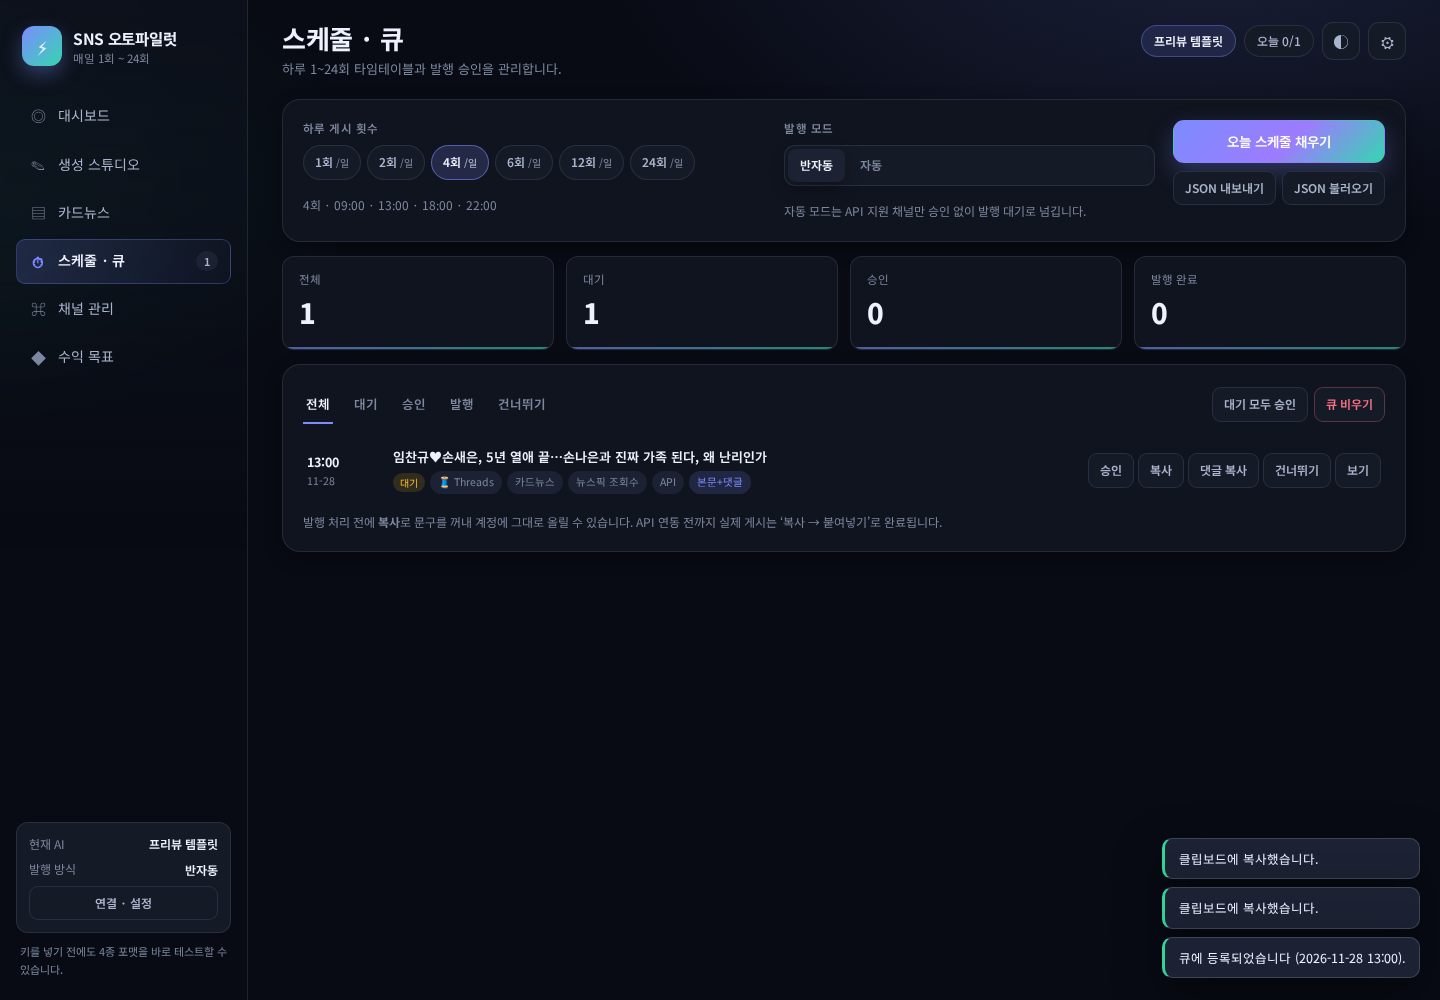 SNS 오토파일럿
매일 1회 ~ 24회
대시보드
생성 스튜디오
카드뉴스
스케줄 · 큐 1
채널 관리
수익 목표
현재 AI 프리뷰 템플릿
발행 방식 반자동
연결 · 설정
키를 넣기 전에도 4종 포맷을 바로 테스트할 수
있습니다.
스케줄 · 큐
하루 1~24회 타임테이블과 발행 승인을 관리합니다.
프리뷰 템플릿 오늘 0/1
하루 게시 횟수
1회 /일 2회 /일 4회 /일 6회 /일 12회 /일 24회 /일
4회 · 09:00 · 13:00 · 18:00 · 22:00
발행 모드
반자동 자동
자동 모드는 API 지원 채널만 승인 없이 발행 대기로 넘깁니다.
오늘 스케줄 채우기
JSON 내보내기 JSON 불러오기
전체 대기 승인 발행 완료
1 1 0 0
전체 대기 승인 발행 건너뛰기 대기 모두 승인 큐 비우기
13:00
11-28
임찬규♥손새은, 5년 열애 끝…손나은과 진짜 가족 된다, 왜 난리인가
대기 🧵 Threads 카드뉴스 뉴스픽 조회수 API 본문+댓글
승인 복사 댓글 복사 건너뛰기 보기
발행 처리 전에 복사로 문구를 꺼내 계정에 그대로 올릴 수 있습니다. API 연동 전까지 실제 게시는 ‘복사 → 붙여넣기’로 완료됩니다.
클립보드에 복사했습니다.
클립보드에 복사했습니다.
큐에 등록되었습니다 (2026-11-28 13:00).